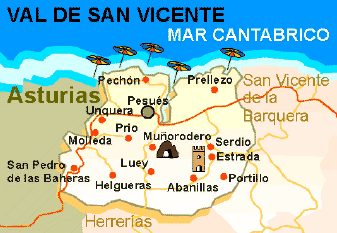 VAL DE SAN VICENTE
MAR CANTABRICO
Pechón
Prellezo
San Vicente
de la
Barquera
Asturias
Pesués
Unquera
Prio
Molleda
Muñorodero
Serdio
Estrada
San Pedro
de las Baheras
Luey
Helgueras
Abanillas
Portillo
Herrerías